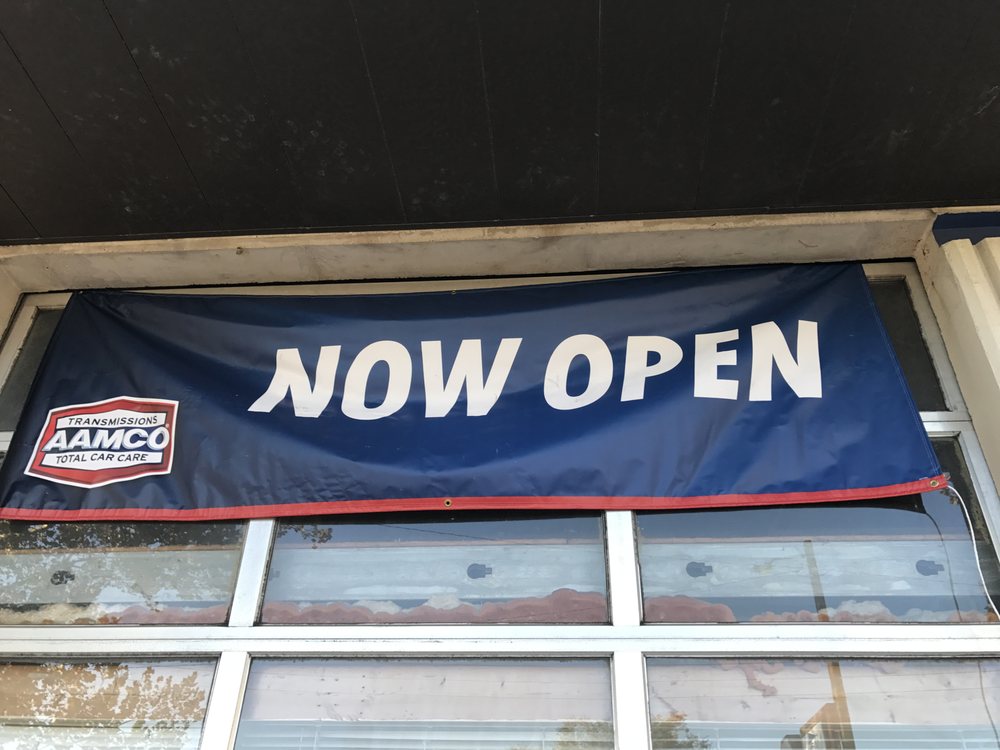 NOW OPEN
TRANSMISSIONS
AAMCO
TOTAL CAR CARE